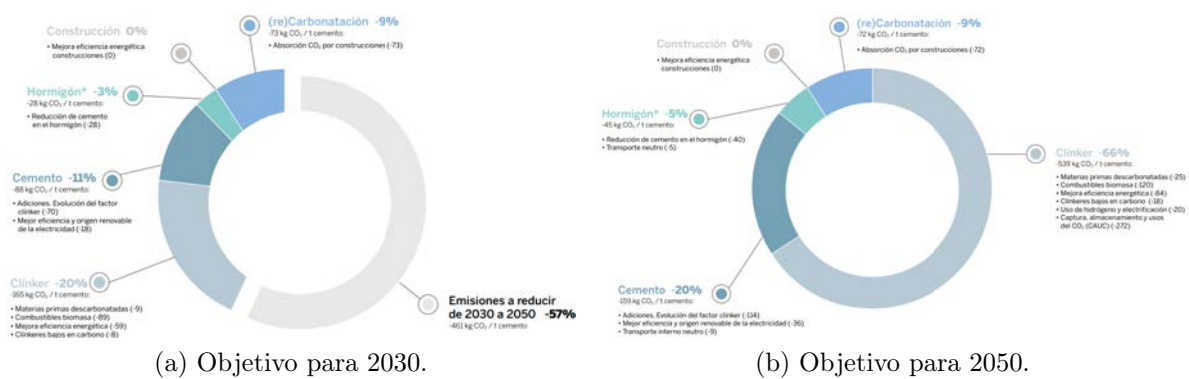 (re)Carbonatación -9%
-73 kg CO₂ / t cemento:
• Absorción CO₂ por construcciones (-73)
Construcción 0%
• Mejora eficiencia energética
construcciones (0)
Hormigón* -3%
-28 kg CO₂ / t cemento:
• Reducción de cemento
en el hormigón (-28)
Cemento -11%
-88 kg CO₂ / t cemento:
• Adiciones. Evolución del factor
clínker (-70)
• Mejor eficiencia y origen renovable
de la electricidad (-18)
Clínker -20%
-165 kg CO₂ / t cemento:
• Materias primas descarbonatadas (-9)
• Combustibles biomasa (-89)
• Mejora eficiencia energética (-59)
• Clínkeres bajos en carbono (-8)
Emisiones a reducir
de 2030 a 2050 -57%
-461 kg CO₂ / t cemento
(a) Objetivo para 2030.
(re)Carbonatación -9%
-72 kg CO₂ / t cemento:
• Absorción CO₂ por construcciones (-72)
Construcción 0%
• Mejora eficiencia energética
construcciones (0)
Hormigón* -5%
-45 kg CO₂ / t cemento:
• Reducción de cemento en el hormigón (-40)
• Transporte neutro (-5)
Clínker -66%
-539 kg CO₂ / t cemento:
• Materias primas descarbonatadas (-25)
• Combustibles biomasa (-120)
• Mejora eficiencia energética (-84)
• Clínkeres bajos en carbono (-18)
• Uso de hidrógeno y electrificación (-20)
• Captura, almacenamiento y usos
del CO₂ (CAUC) (-272)
Cemento -20%
-159 kg CO₂ / t cemento:
• Adiciones. Evolución del factor clínker (-114)
• Mejor eficiencia y origen renovable de la electricidad (-36)
• Transporte interno neutro (-9)
(b) Objetivo para 2050.